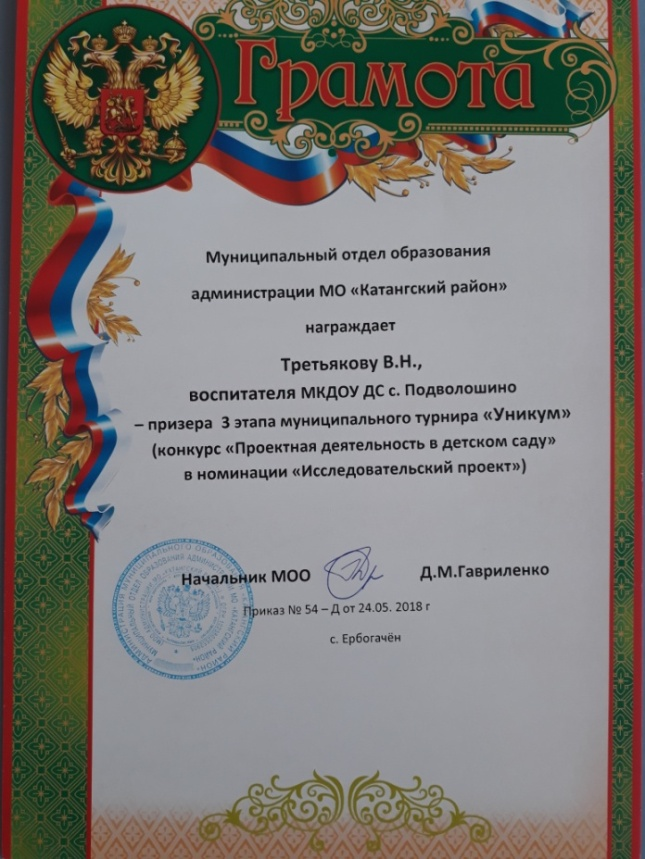 Грамота
Муниципальный отдел образования
администрации МО «Катангский район»
награждает
Третьякову В.Н.,
воспитателя МКДОУ ДС с. Подволошино
– призера 3 этапа муниципального турнира «Уникум»
(конкурс «Проектная деятельность в детском саду»
в номинации «Исследовательский проект»)
Начальник МОО Д.М.Гавриленко
Приказ № 54 – Д от 24.05. 2018 г
с. Ербогачён